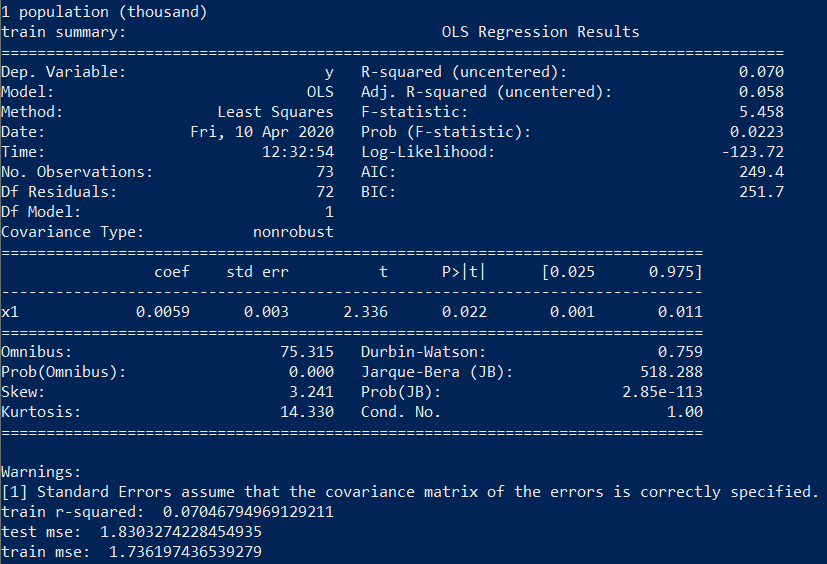 1 population (thousand)
train summary:                                   OLS Regression Results
=======================================================================================
Dep. Variable:                      y   R-squared (uncentered):                   0.070
Model:                            OLS   Adj. R-squared (uncentered):              0.058
Method:                 Least Squares   F-statistic:                              5.458
Date:                Fri, 10 Apr 2020   Prob (F-statistic):                      0.0223
Time:                        12:32:54   Log-Likelihood:                         -123.72
No. Observations:                  73   AIC:                                      249.4
Df Residuals:                      72   BIC:                                      251.7
Df Model:                           1
Covariance Type:            nonrobust
==============================================================================
                 coef    std err          t      P>|t|      [0.025      0.975]
------------------------------------------------------------------------------
x1             0.0059      0.003      2.336      0.022       0.001       0.011
==============================================================================
Omnibus:                       75.315   Durbin-Watson:                   0.759
Prob(Omnibus):                  0.000   Jarque-Bera (JB):              518.288
Skew:                           3.241   Prob(JB):                    2.85e-113
Kurtosis:                      14.330   Cond. No.                         1.00
==============================================================================
Warnings:
[1] Standard Errors assume that the covariance matrix of the errors is correctly specified.
train r-squared:  0.07046794969129211
test mse:  1.8303274228454935
train mse:  1.736197436539279